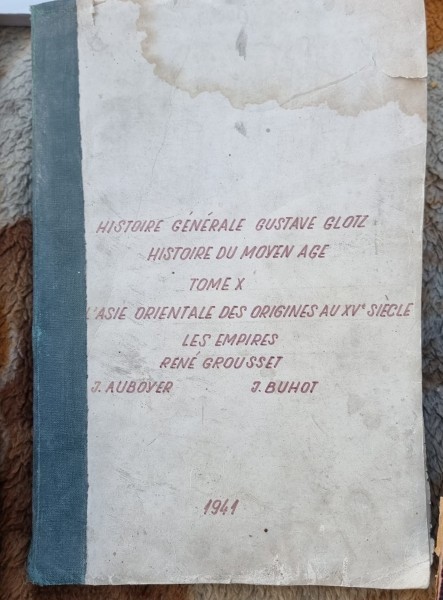 HISTOIRE GÉNÉRALE GUSTAVE GLOTZ
HISTOIRE DU MOYEN AGE
TOME X
L'ASIE ORIENTALE DES ORIGINES AU XVᵉ SIÈCLE
LES EMPIRES
RENÉ GROUSSET
J. AUBOYER J. BUHOT
1941